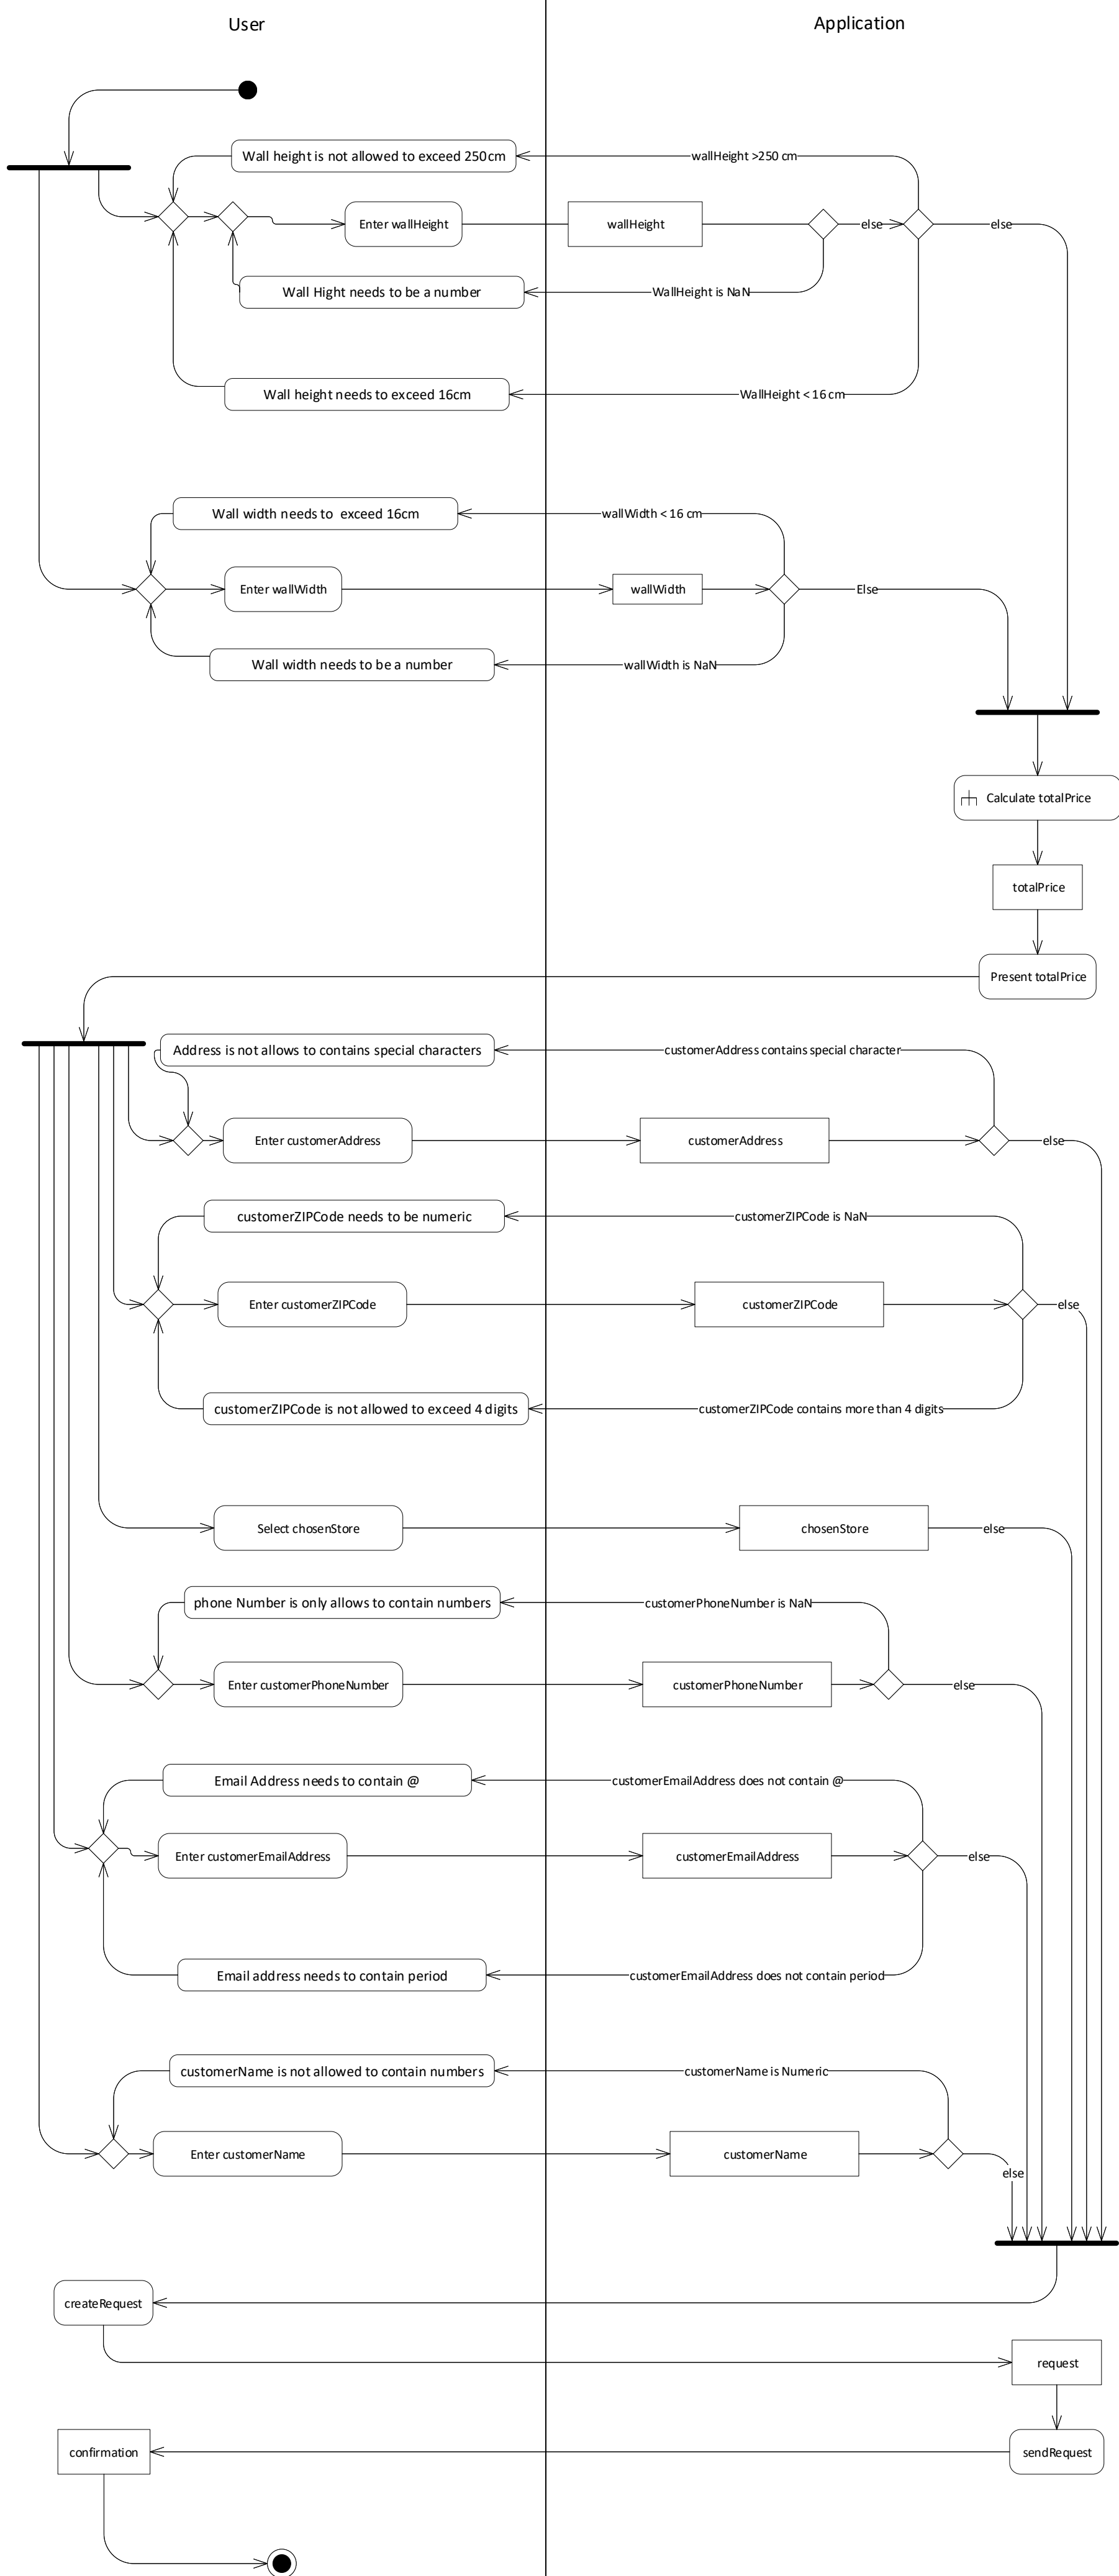 User
Application
Wall height is not allowed to exceed 250cm
wallHeight >250 cm
Enter wallHeight
wallHeight
else
else
Wall Hight needs to be a number
WallHeight is NaN
Wall height needs to exceed 16cm
WallHeight < 16 cm
Wall width needs to exceed 16cm
wallWidth < 16 cm
Enter wallWidth
wallWidth
Else
Wall width needs to be a number
wallWidth is NaN
Calculate totalPrice
totalPrice
Present totalPrice
Address is not allows to contains special characters
customerAddress contains special character
Enter customerAddress
customerAddress
else
customerZIPCode needs to be numeric
customerZIPCode is NaN
Enter customerZIPCode
customerZIPCode
else
customerZIPCode is not allowed to exceed 4 digits
customerZIPCode contains more than 4 digits
Select chosenStore
chosenStore
else
phone Number is only allows to contain numbers
customerPhoneNumber is NaN
Enter customerPhoneNumber
customerPhoneNumber
else
Email Address needs to contain @
customerEmailAddress does not contain @
Enter customerEmailAddress
customerEmailAddress
else
Email address needs to contain period
customerEmailAddress does not contain period
customerName is not allowed to contain numbers
customerName is Numeric
Enter customerName
customerName
else
createRequest
request
confirmation
sendRequest